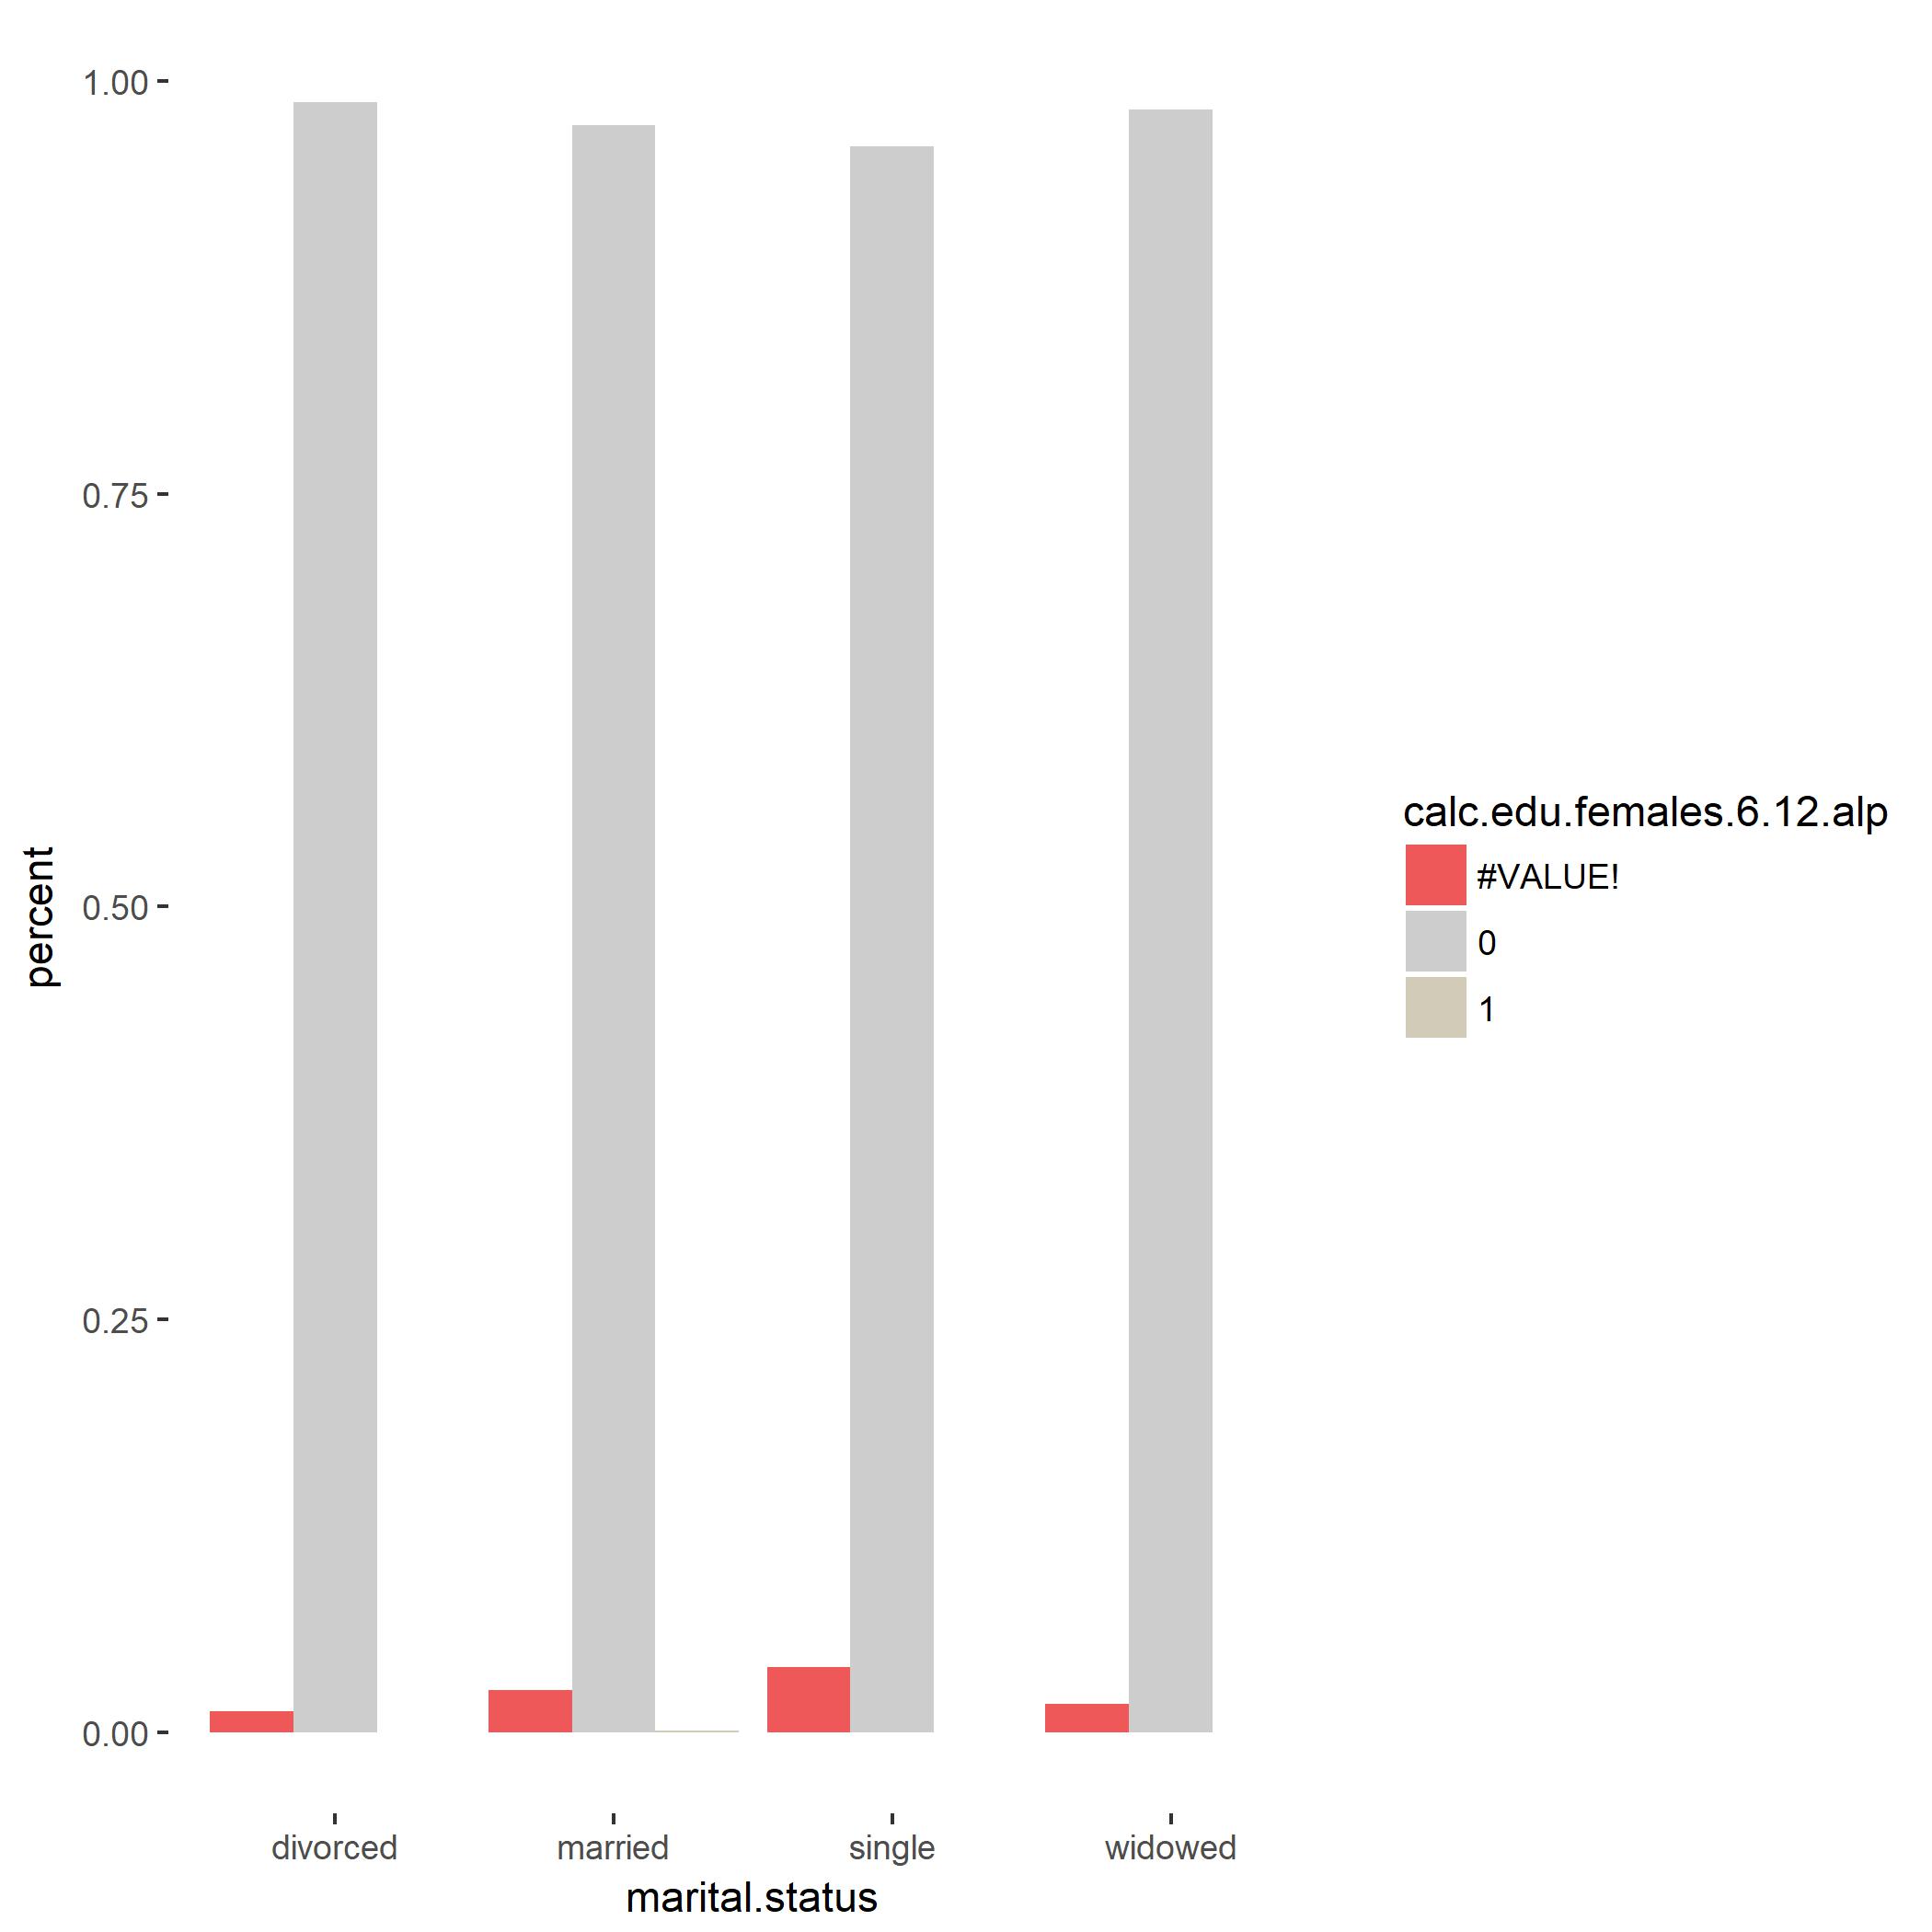 percent
1.00
0.75
0.50
0.25
0.00
divorced married single widowed
marital.status
calc.edu.females.6.12.alp
#VALUE!
0
1